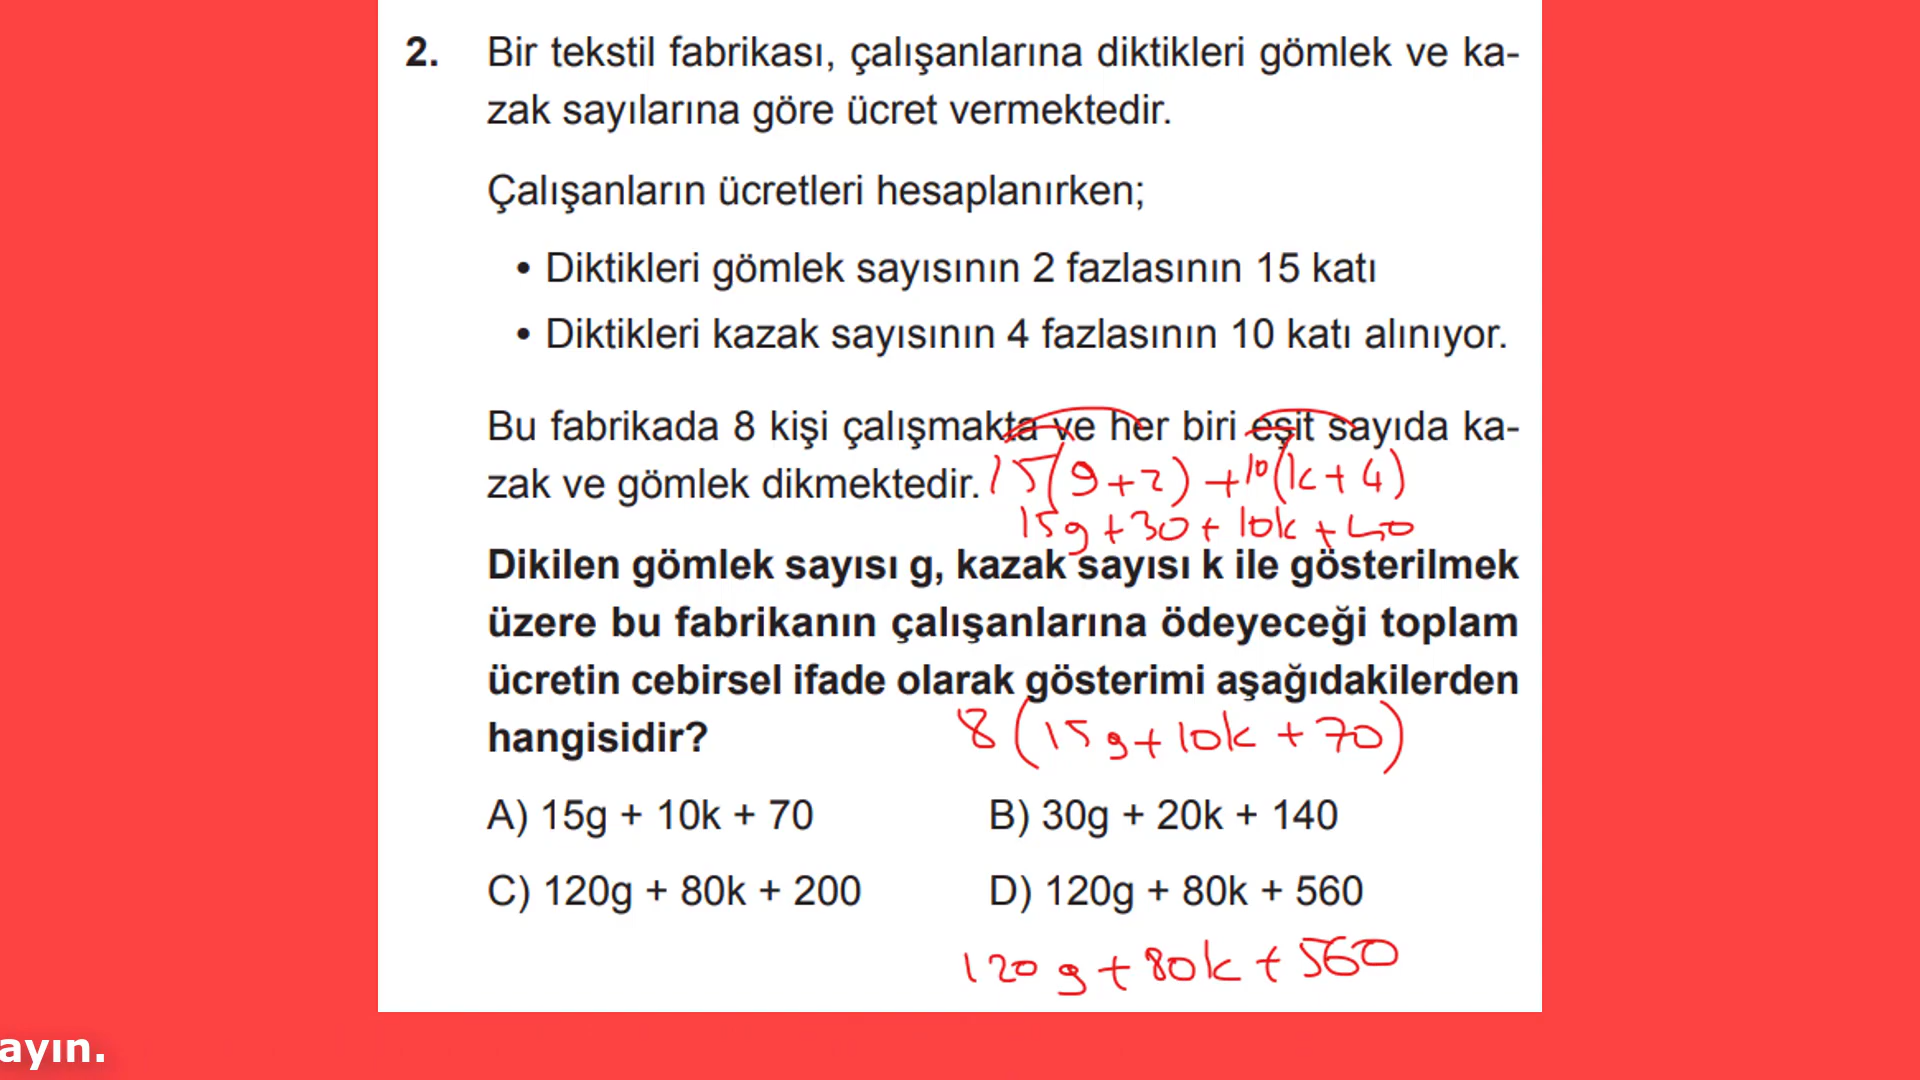 2. Bir tekstil fabrikası, çalışanlarına diktikleri gömlek ve ka-
zak sayılarına göre ücret vermektedir.
Çalışanların ücretleri hesaplanırken;
• Diktikleri gömlek sayısının 2 fazlasının 15 katı
• Diktikleri kazak sayısının 4 fazlasının 10 katı alınıyor.
Bu fabrikada 8 kişi çalışmakta ve her biri eşit sayıda ka-
zak ve gömlek dikmektedir. 15(g+2) +10(k+4)
15g+30+10k+40
Dikilen gömlek sayısı g, kazak sayısı k ile gösterilmek
üzere bu fabrikanın çalışanlarına ödeyeceği toplam
ücretin cebirsel ifade olarak gösterimi aşağıdakilerden
hangisidir? 8(15g+10k+70)
A) 15g + 10k + 70 B) 30g + 20k + 140
C) 120g + 80k + 200 D) 120g + 80k + 560
120g+80k+560
ayın.